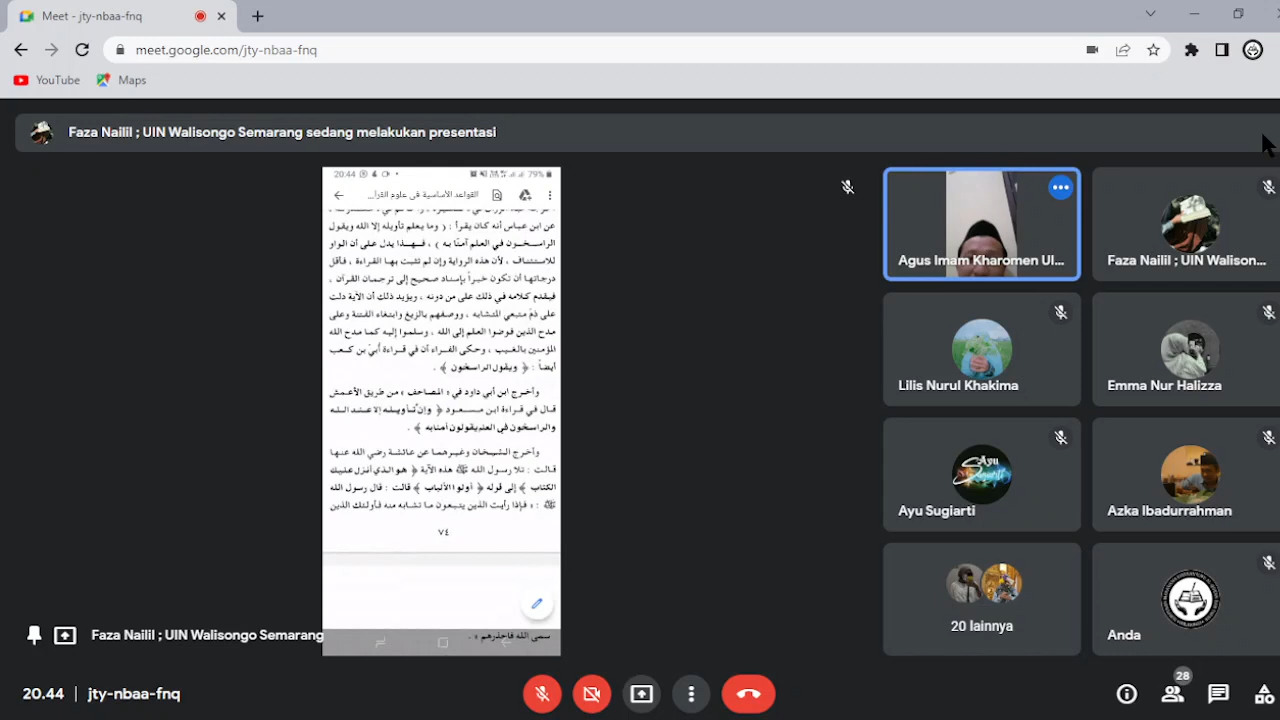 Meet - jty-nbaa-fnq
meet.google.com/jty-nbaa-fnq
YouTube
Maps
Faza Nailil ; UIN Walisongo Semarang sedang melakukan presentasi
20:44
79%
القواعد الأساسية في علوم القرآ...
عن ابن عباس أنه كان يقرأ : ( وما يعلم تأويله إلا الله ويقول
الراسخون في العلم آمنا به ) ، فهذا يدل على أن الواو
للاستئناف ، لأن هذه الرواية وإن لم تثبت بها القراءة ، فأقل
درجاتها أن تكون خبراً بإسناد صحيح إلى ترجمان القرآن ،
فيقدم كلامه في ذلك على من دونه ، ويؤيد ذلك أن الآية دلت
على ذمّ متبعي المتشابه ، ووصفهم بالزيغ وابتغاء الفتنة وعلى
مدح الذين فوضوا العلم إلى الله ، وسلموا إليه كما مدح الله
المؤمنين بالغيب ، وحكى الفراء أن في قراءة أبيّ بن كعب
أيضاً : ﴿ ويقول الراسخون ﴾ .
وأخرج ابن أبي داود في « المصاحف » من طريق الأعمش
قال في قراءة ابن مسعود ﴿ وإن تأويله إلا عند الله
والراسخون في العلم يقولون آمنا به ﴾ .
وأخرج الشيخان وغيرهما عن عائشة رضي الله عنها
قالت : تلا رسول الله ﷺ هذه الآية ﴿ هو الذي أنزل عليك
الكتاب ﴾ إلى قوله ﴿ أولوا الألباب ﴾ قالت : قال رسول الله
ﷺ : « فإذا رأيت الذين يتبعون ما تشابه منه فأولئك الذين
٧٤
سمى الله فاحذرهم » .
Agus Imam Kharomen UI...
Faza Nailil ; UIN Walison...
Lilis Nurul Khakima
Emma Nur Halizza
Ayu Sugiarti
Azka Ibadurrahman
20 lainnya
Anda
Faza Nailil ; UIN Walisongo Semarang
20.44
jty-nbaa-fnq
28